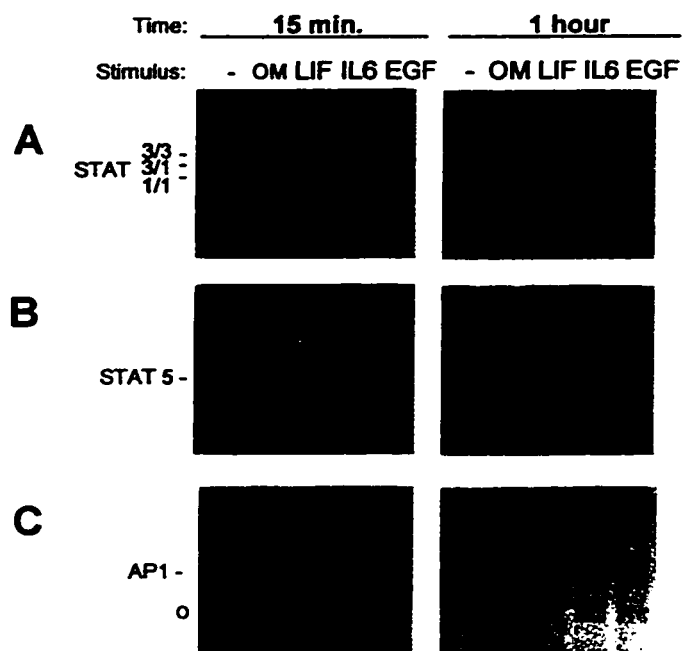 Time: 15 min. 1 hour
Stimulus: - OM LIF IL6 EGF - OM LIF IL6 EGF
A
3/3 -
STAT 3/1 -
1/1 -
B
STAT 5 -
C
AP1 -
o